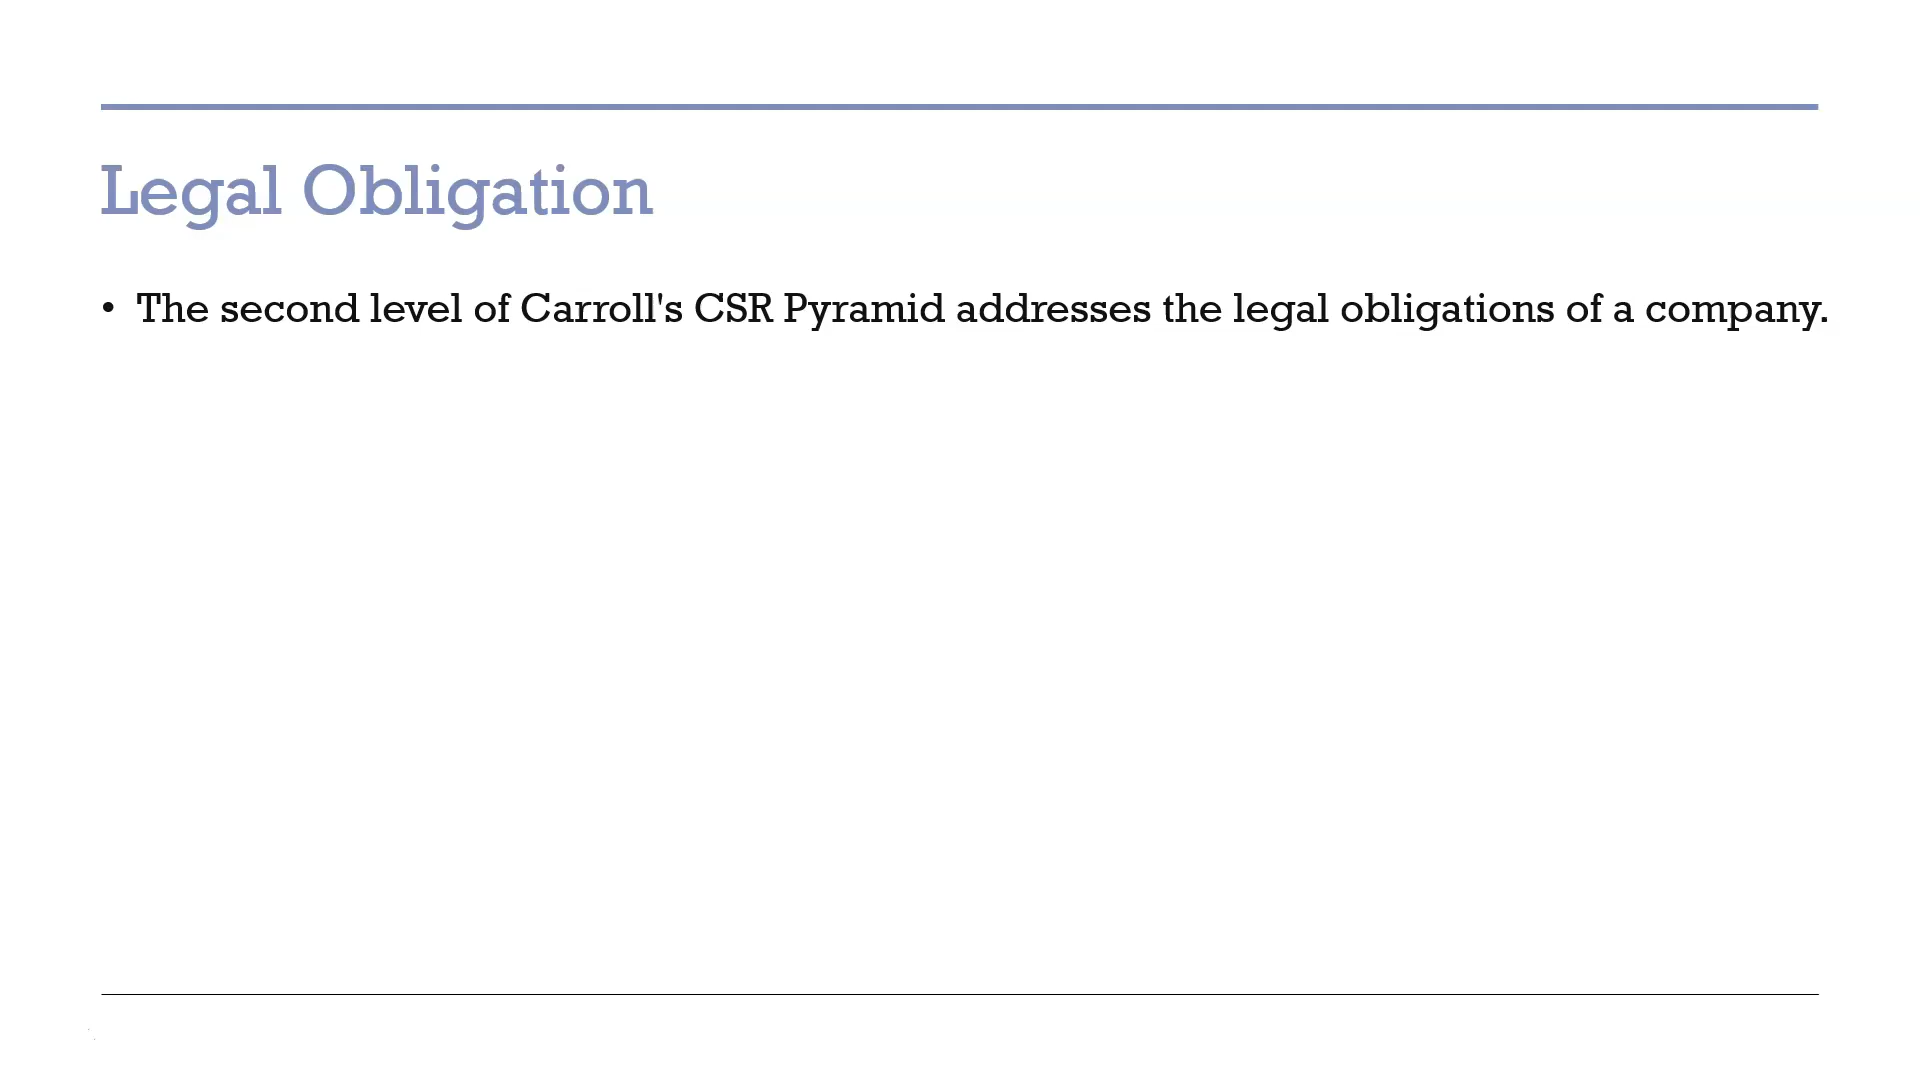 Legal Obligation
• The second level of Carroll's CSR Pyramid addresses the legal obligations of a company.